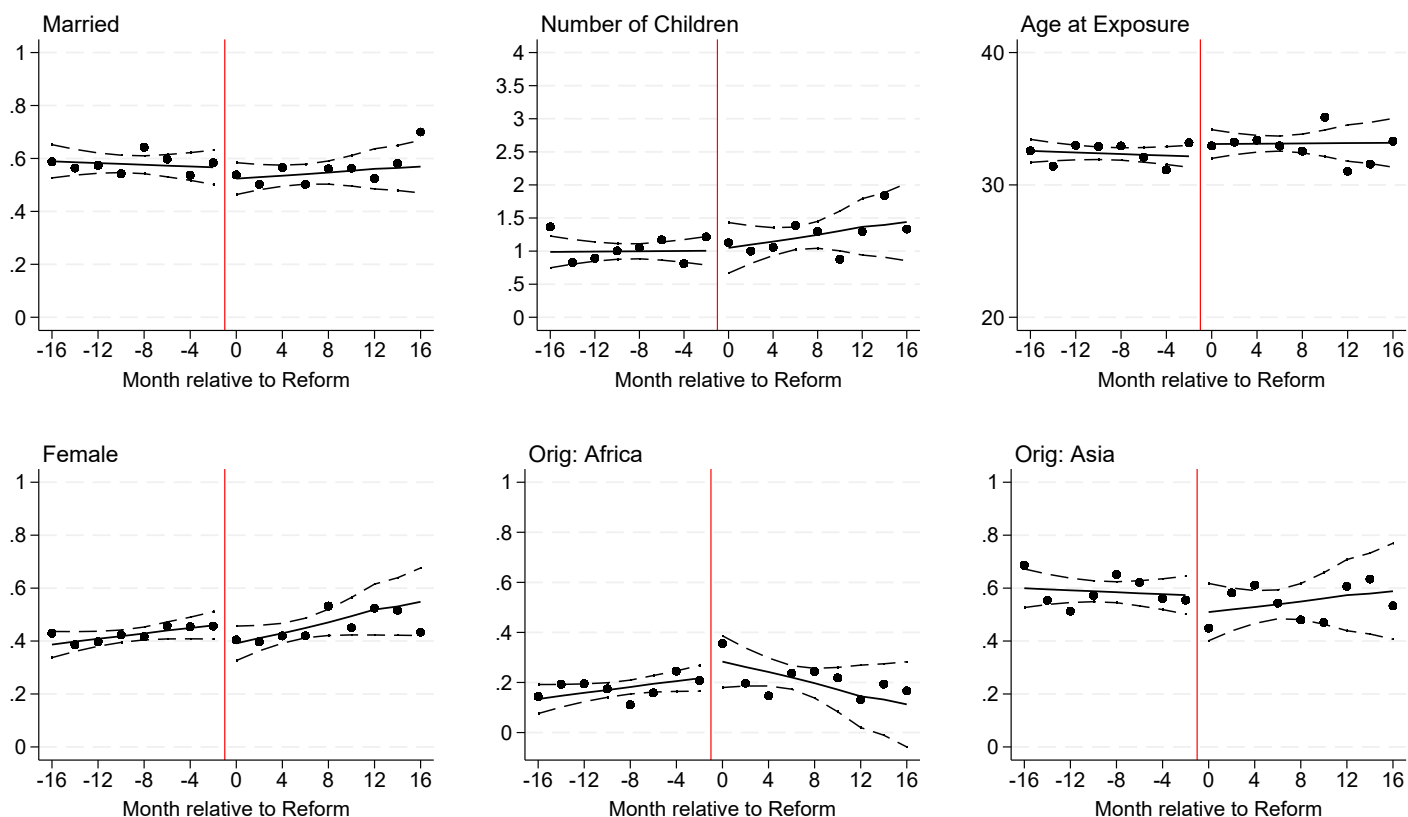 Married
1
.8
.6
.4
.2
0
-16 -12 -8 -4 0 4 8 12 16
Month relative to Reform
Number of Children
4
3.5
3
2.5
2
1.5
1
.5
0
-16 -12 -8 -4 0 4 8 12 16
Month relative to Reform
Age at Exposure
40
30
20
-16 -12 -8 -4 0 4 8 12 16
Month relative to Reform
Female
1
.8
.6
.4
.2
0
-16 -12 -8 -4 0 4 8 12 16
Month relative to Reform
Orig: Africa
1
.8
.6
.4
.2
0
-16 -12 -8 -4 0 4 8 12 16
Month relative to Reform
Orig: Asia
1
.8
.6
.4
.2
0
-16 -12 -8 -4 0 4 8 12 16
Month relative to Reform